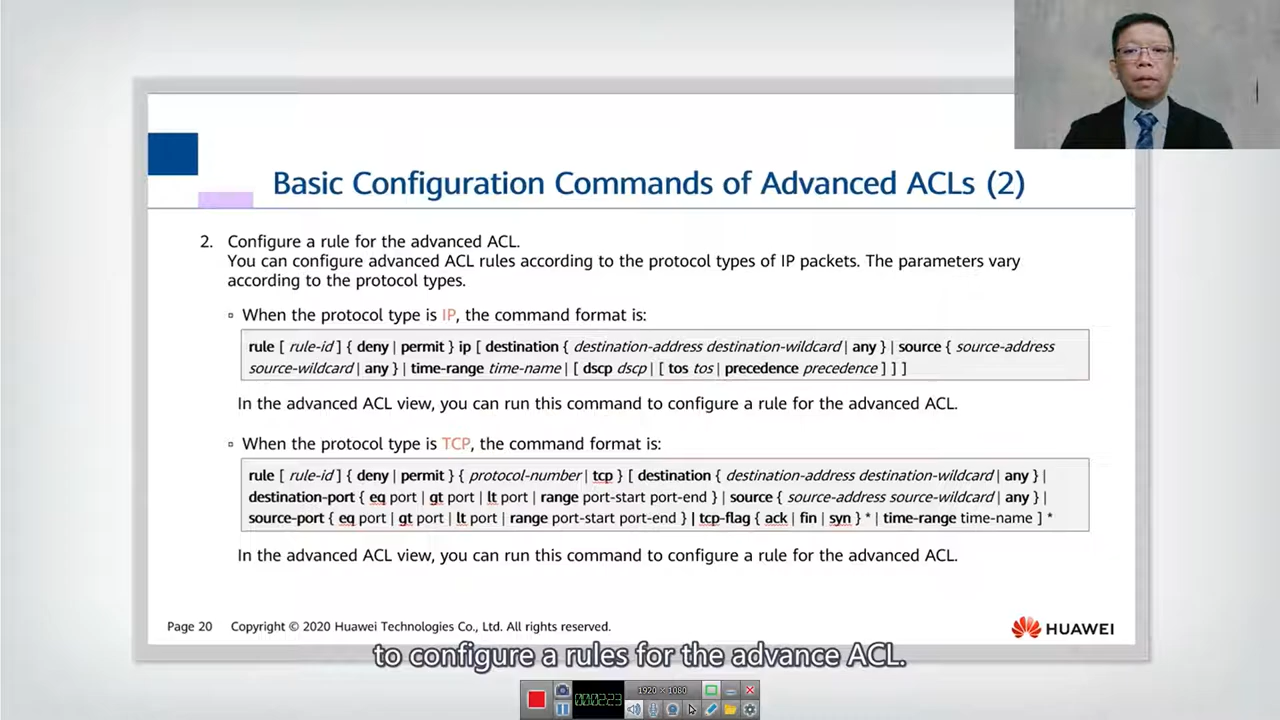 Basic Configuration Commands of Advanced ACLs (2)
2. Configure a rule for the advanced ACL.
You can configure advanced ACL rules according to the protocol types of IP packets. The parameters vary
according to the protocol types.
▫ When the protocol type is IP, the command format is:
rule [ rule-id ] { deny | permit } ip [ destination { destination-address destination-wildcard | any } | source { source-address
source-wildcard | any } | time-range time-name | [ dscp dscp | [ tos tos | precedence precedence ] ] ]
In the advanced ACL view, you can run this command to configure a rule for the advanced ACL.
▫ When the protocol type is TCP, the command format is:
rule [ rule-id ] { deny | permit } { protocol-number | tcp } [ destination { destination-address destination-wildcard | any } |
destination-port { eq port | gt port | lt port | range port-start port-end } | source { source-address source-wildcard | any } |
source-port { eq port | gt port | lt port | range port-start port-end } | tcp-flag { ack | fin | syn } * | time-range time-name ] *
In the advanced ACL view, you can run this command to configure a rule for the advanced ACL.
Page 20 Copyright © 2020 Huawei Technologies Co., Ltd. All rights reserved.
HUAWEI
to configure a rules for the advance ACL.
000223 1920 × 1080